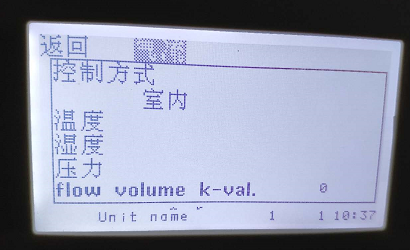 返回
控制方式
室内
温度
湿度
压力
flow volume k-val. 0
Unit name 1 1 10:37